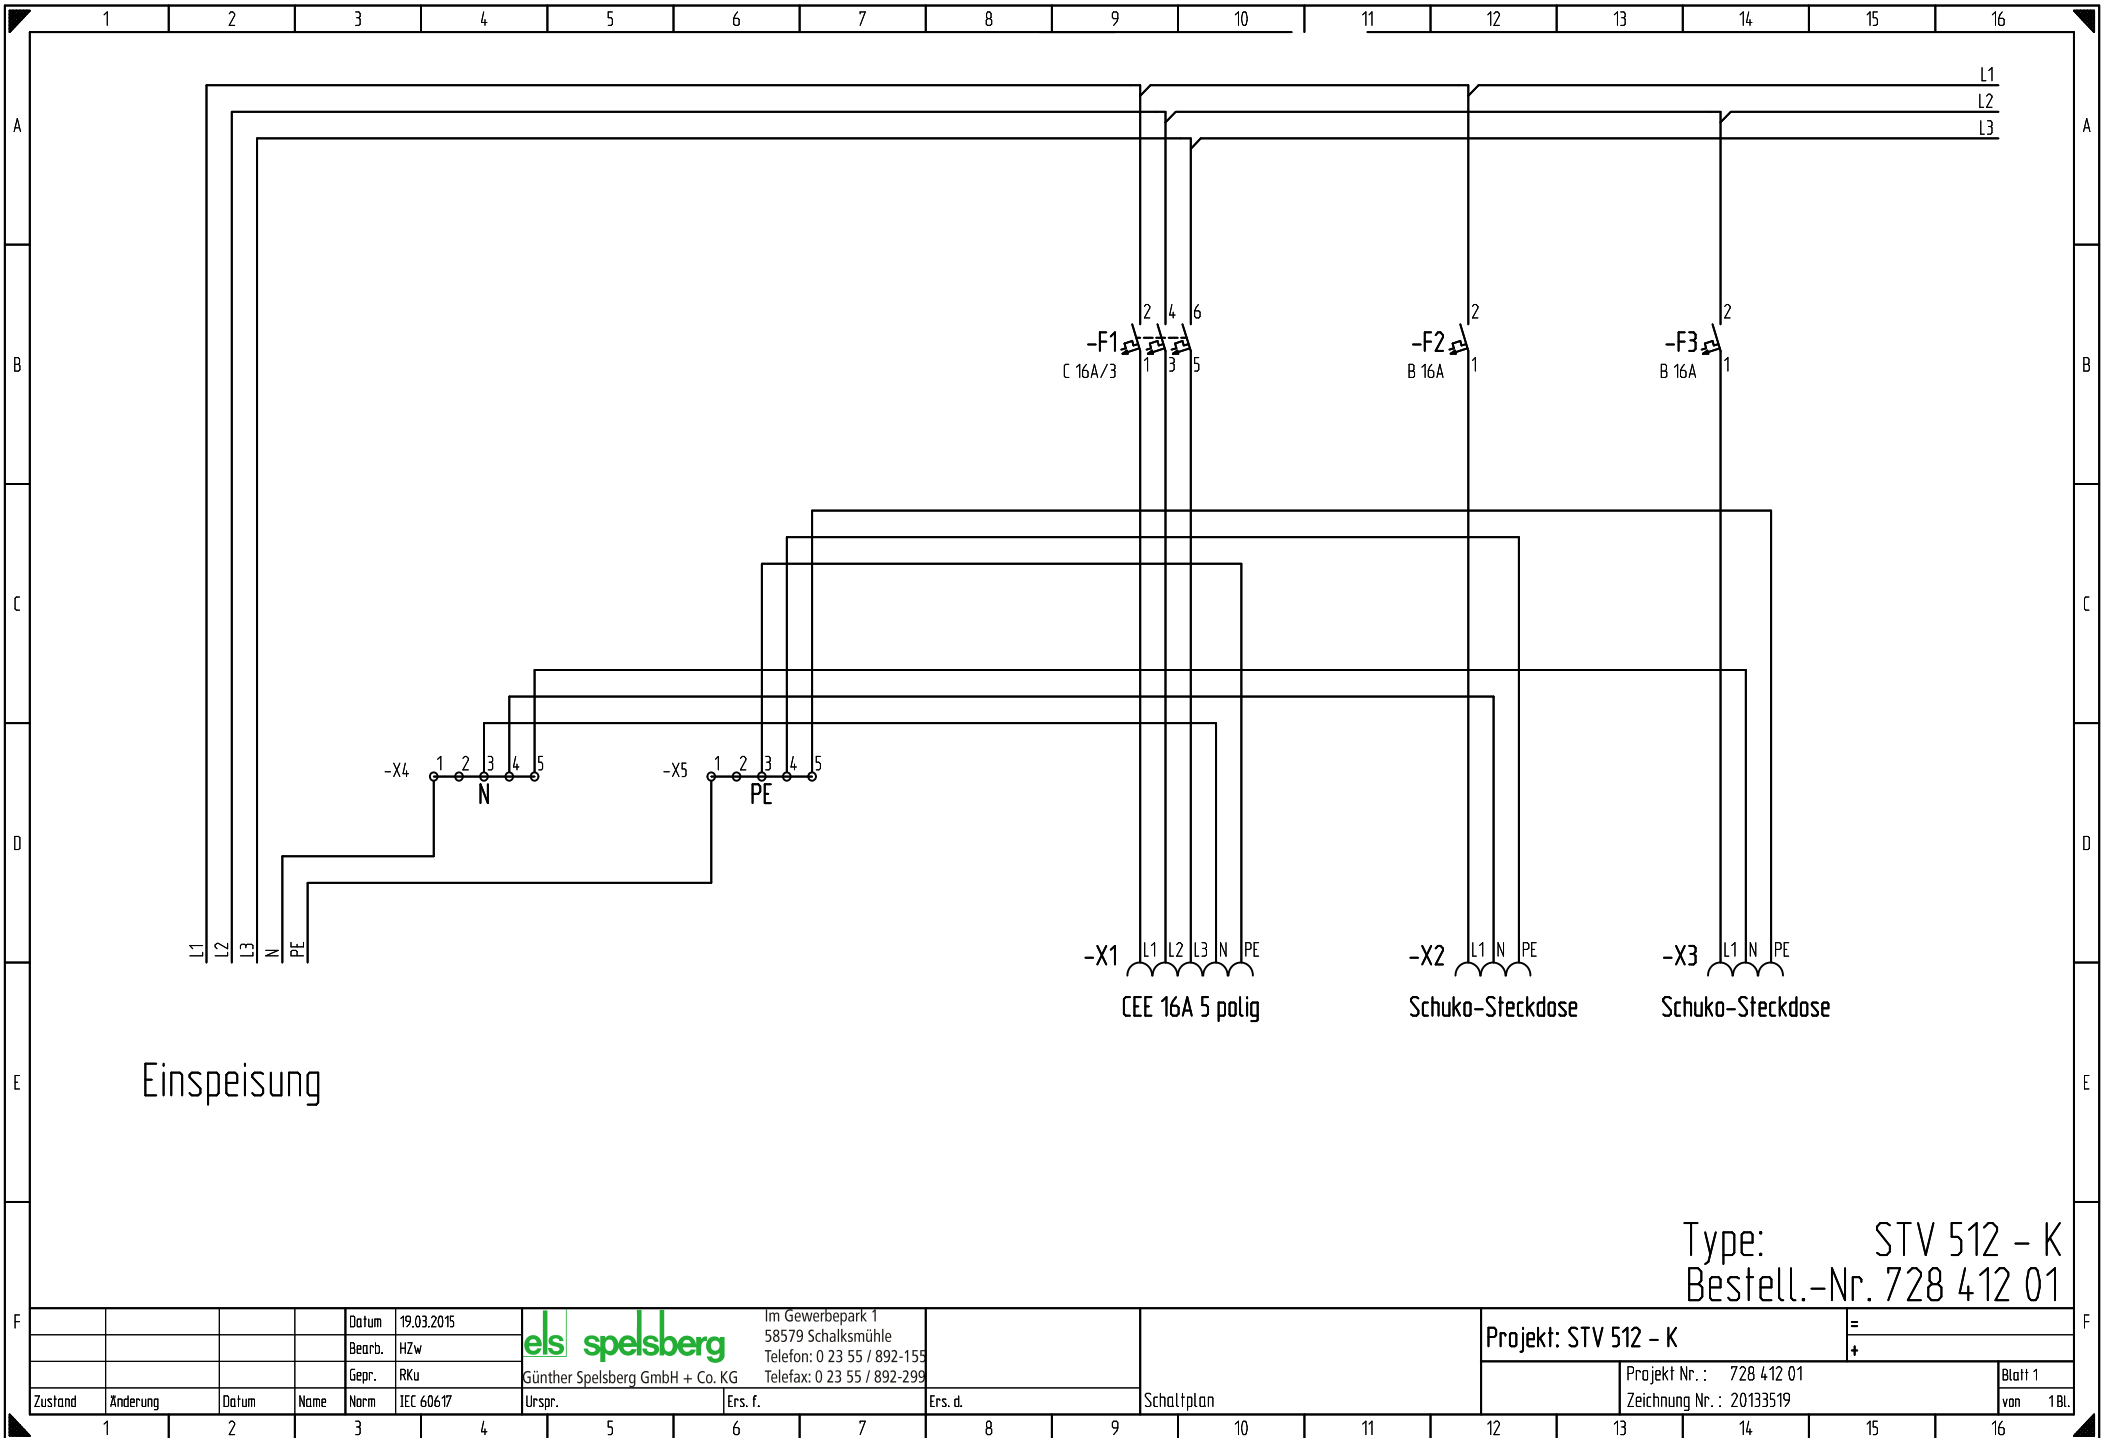 1 2 3 4 5 6 7 8 9 10 11 12 13 14 15 16
L1
L2
L3
A A
2 4 6 2 2
-F1 -F2 -F3
C 16A/3 B 16A B 16A
1 3 5 1 1
B B
C C
-X4 1 2 3 4 5
N
-X5 1 2 3 4 5
PE
D D
L1 L2 L3 N PE
-X1 L1 L2 L3 N PE
CEE 16A 5 polig
-X2 L1 N PE
Schuko-Steckdose
-X3 L1 N PE
Schuko-Steckdose
Einspeisung
E E
Type: STV 512 - K
Bestell.-Nr. 728 412 01
F F
Datum 19.03.2015
Bearb. HZw
Gepr. RKu
Zustand Änderung Datum Name Norm IEC 60617
els spelsberg
Günther Spelsberg GmbH + Co. KG
Im Gewerbepark 1
58579 Schalksmühle
Telefon: 0 23 55 / 892-155
Telefax: 0 23 55 / 892-299
Urspr. Ers. f. Ers. d.
Schaltplan
Projekt: STV 512 - K
=
+
Projekt Nr. : 728 412 01
Zeichnung Nr. : 20133519
Blatt 1
von 1 Bl.
1 2 3 4 5 6 7 8 9 10 11 12 13 14 15 16